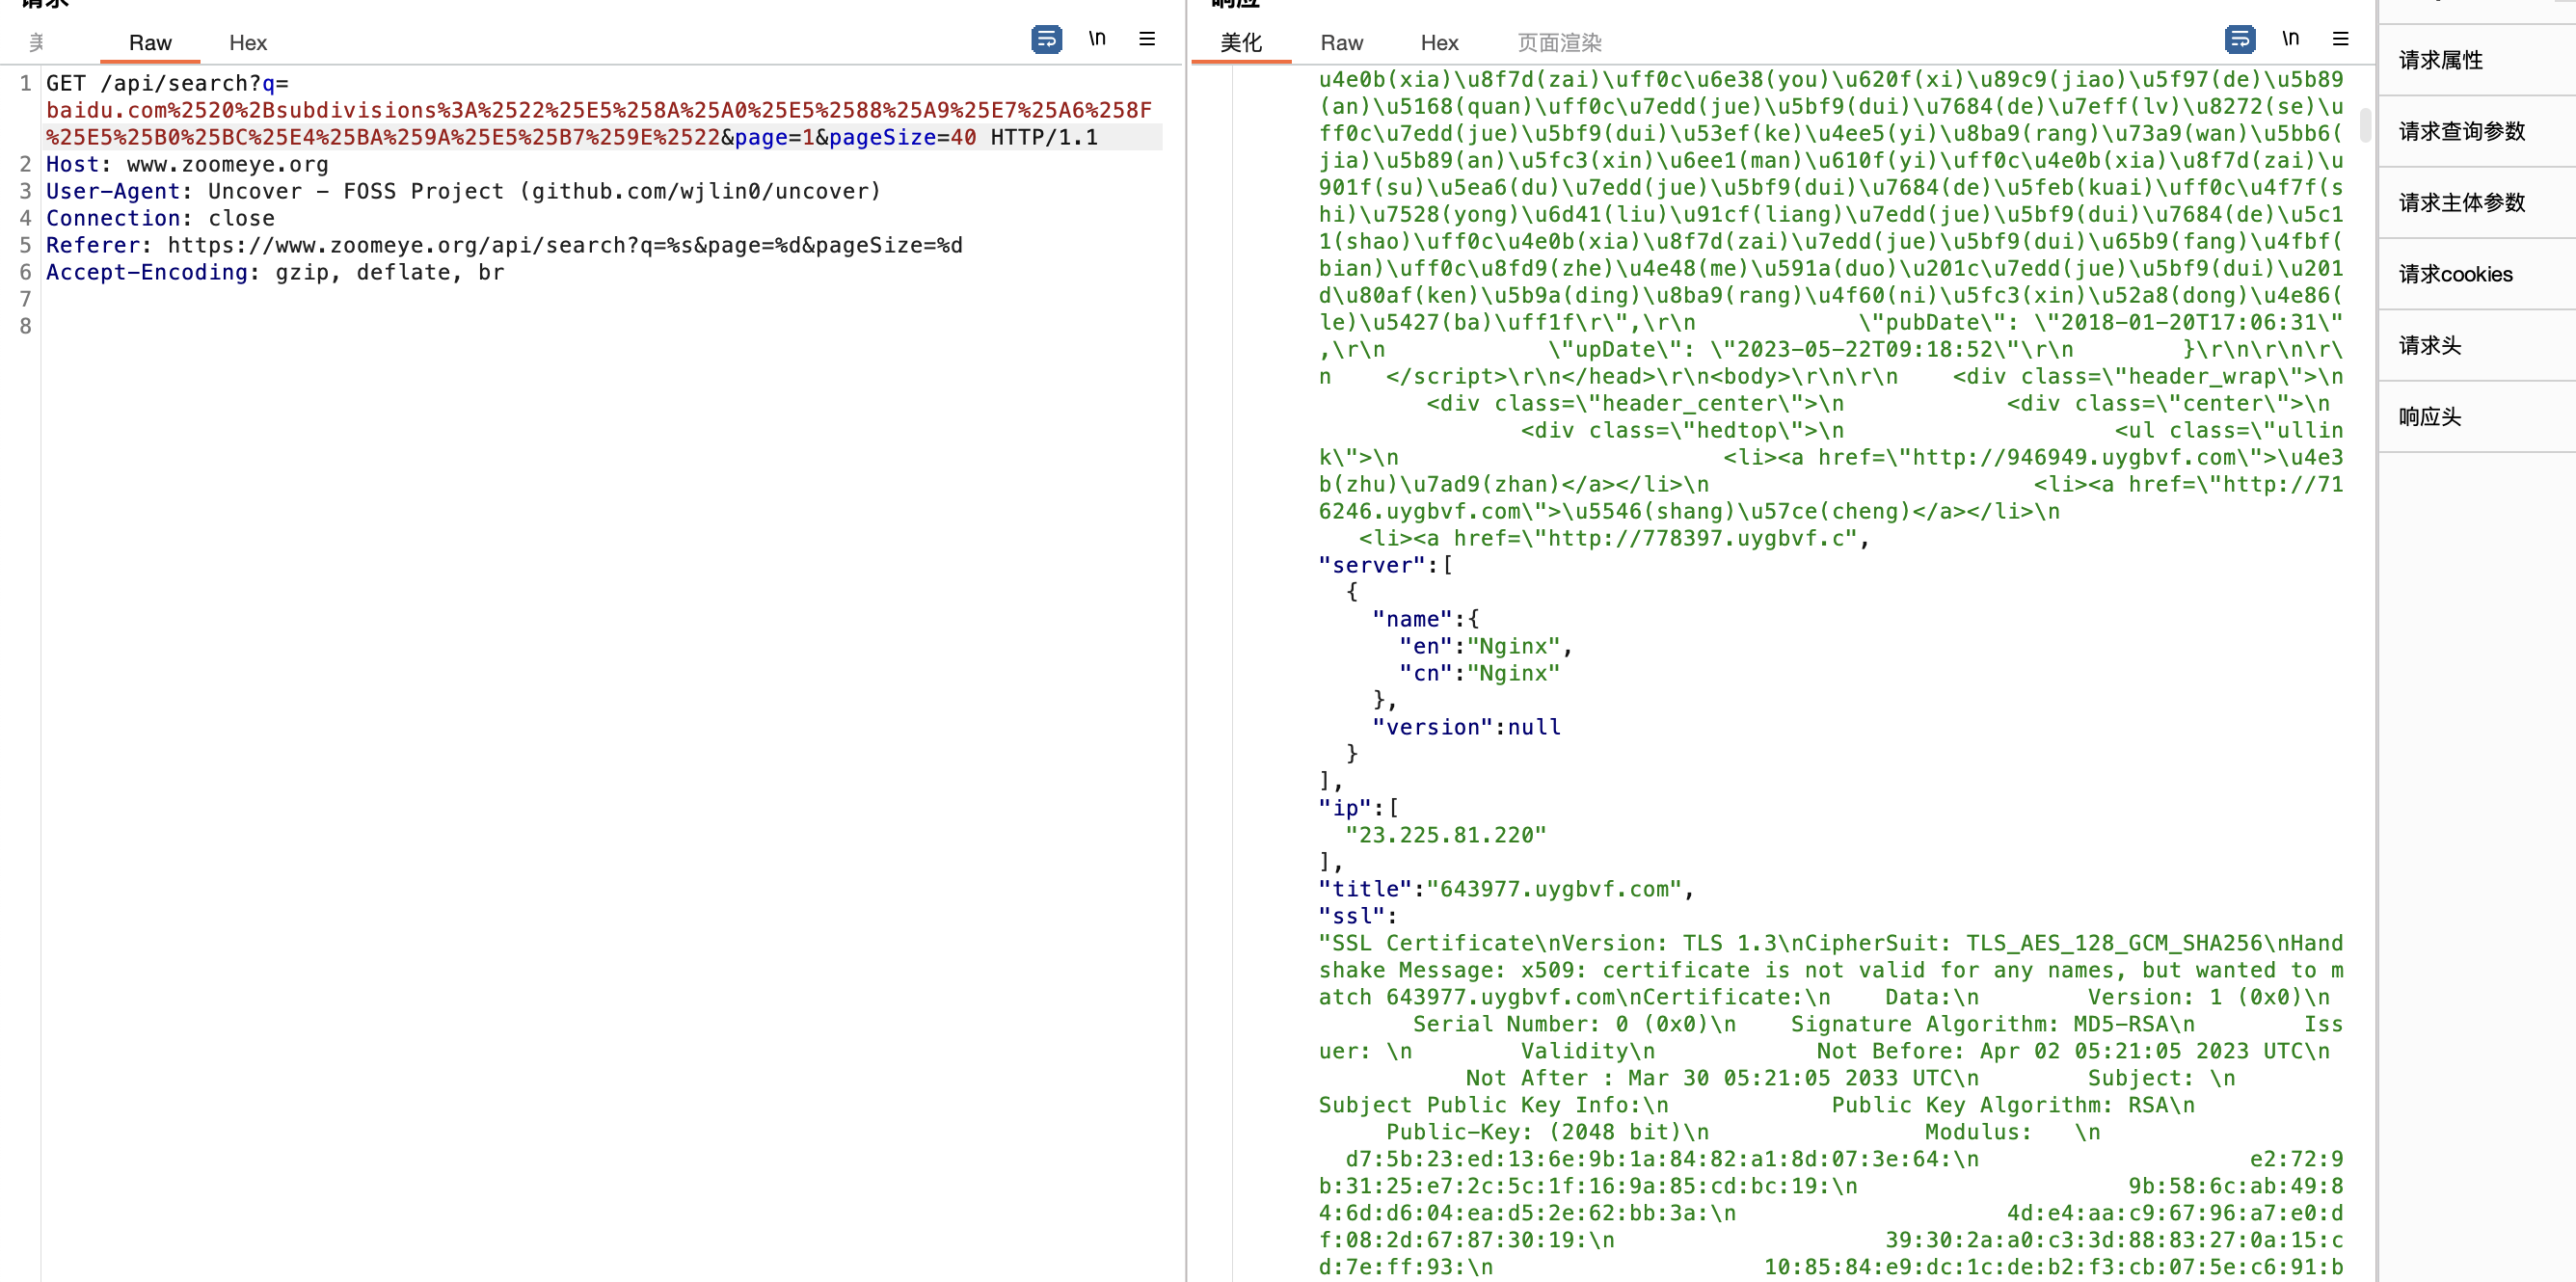 请求
美 Raw Hex \n
1 GET /api/search?q=
baidu.com%2520%2Bsubdivisions%3A%2522%25E5%258A%25A0%25E5%2588%25A9%25E7%25A6%258F
%25E5%25B0%25BC%25E4%25BA%259A%25E5%25B7%259E%2522&page=1&pageSize=40 HTTP/1.1
2 Host: www.zoomeye.org
3 User-Agent: Uncover - FOSS Project (github.com/wjlin0/uncover)
4 Connection: close
5 Referer: https://www.zoomeye.org/api/search?q=%s&page=%d&pageSize=%d
6 Accept-Encoding: gzip, deflate, br
7
8
响应
美化 Raw Hex 页面渲染 \n
u4e0b(xia)\u8f7d(zai)\uff0c\u6e38(you)\u620f(xi)\u89c9(jiao)\u5f97(de)\u5b89
(an)\u5168(quan)\uff0c\u7edd(jue)\u5bf9(dui)\u7684(de)\u7eff(lv)\u8272(se)\u
ff0c\u7edd(jue)\u5bf9(dui)\u53ef(ke)\u4ee5(yi)\u8ba9(rang)\u73a9(wan)\u5bb6(
jia)\u5b89(an)\u5fc3(xin)\u6ee1(man)\u610f(yi)\uff0c\u4e0b(xia)\u8f7d(zai)\u
901f(su)\u5ea6(du)\u7edd(jue)\u5bf9(dui)\u7684(de)\u5feb(kuai)\uff0c\u4f7f(s
hi)\u7528(yong)\u6d41(liu)\u91cf(liang)\u7edd(jue)\u5bf9(dui)\u7684(de)\u5c1
1(shao)\uff0c\u4e0b(xia)\u8f7d(zai)\u7edd(jue)\u5bf9(dui)\u65b9(fang)\u4fbf(
bian)\uff0c\u8fd9(zhe)\u4e48(me)\u591a(duo)\u201c\u7edd(jue)\u5bf9(dui)\u201
d\u80af(ken)\u5b9a(ding)\u8ba9(rang)\u4f60(ni)\u5fc3(xin)\u52a8(dong)\u4e86(
le)\u5427(ba)\uff1f\r\",\r\n \"pubDate\": \"2018-01-20T17:06:31\"
,\r\n \"upDate\": \"2023-05-22T09:18:52\"\r\n }\r\n\r\n\r\
n </script>\r\n</head>\r\n<body>\r\n\r\n <div class=\"header_wrap\">\n
<div class=\"header_center\">\n <div class=\"center\">\n
<div class=\"hedtop\">\n <ul class=\"ullin
k\">\n <li><a href=\"http://946949.uygbvf.com\">\u4e3
b(zhu)\u7ad9(zhan)</a></li>\n <li><a href=\"http://71
6246.uygbvf.com\">\u5546(shang)\u57ce(cheng)</a></li>\n
<li><a href=\"http://778397.uygbvf.c",
"server":[
{
"name":{
"en":"Nginx",
"cn":"Nginx"
},
"version":null
}
],
"ip":[
"23.225.81.220"
],
"title":"643977.uygbvf.com",
"ssl":
"SSL Certificate\nVersion: TLS 1.3\nCipherSuit: TLS_AES_128_GCM_SHA256\nHand
shake Message: x509: certificate is not valid for any names, but wanted to m
atch 643977.uygbvf.com\nCertificate:\n Data:\n Version: 1 (0x0)\n
Serial Number: 0 (0x0)\n Signature Algorithm: MD5-RSA\n Iss
uer: \n Validity\n Not Before: Apr 02 05:21:05 2023 UTC\n
Not After : Mar 30 05:21:05 2033 UTC\n Subject: \n
Subject Public Key Info:\n Public Key Algorithm: RSA\n
Public-Key: (2048 bit)\n Modulus: \n
d7:5b:23:ed:13:6e:9b:1a:84:82:a1:8d:07:3e:64:\n e2:72:9
b:31:25:e7:2c:5c:1f:16:9a:85:cd:bc:19:\n 9b:58:6c:ab:49:8
4:6d:d6:04:ea:d5:2e:62:bb:3a:\n 4d:e4:aa:c9:67:96:a7:e0:d
f:08:2d:67:87:30:19:\n 39:30:2a:a0:c3:3d:88:83:27:0a:15:c
d:7e:ff:93:\n 10:85:84:e9:dc:1c:de:b2:f3:cb:07:5e:c6:91:b
请求属性
请求查询参数
请求主体参数
请求cookies
请求头
响应头